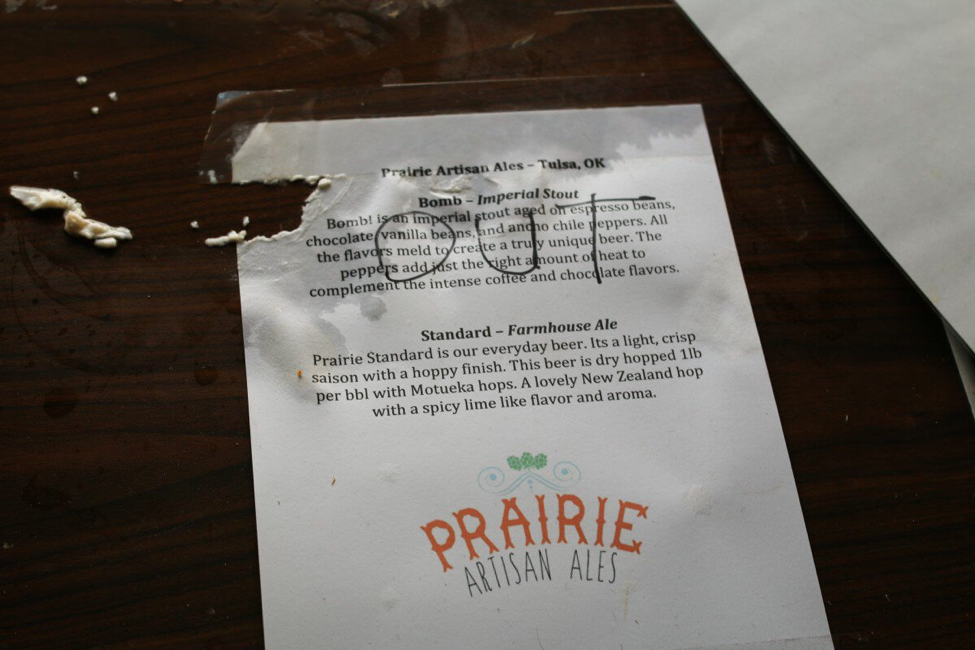 Prairie Artisan Ales – Tulsa, OK
Bomb – Imperial Stout
Bomb! is an imperial stout aged on espresso beans,
chocolate, vanilla beans, and ancho chile peppers. All
the flavors meld to create a truly unique beer. The
peppers add just the right amount of heat to
complement the intense coffee and chocolate flavors.
OUT
Standard – Farmhouse Ale
Prairie Standard is our everyday beer. Its a light, crisp
saison with a hoppy finish. This beer is dry hopped 1lb
per bbl with Motueka hops. A lovely New Zealand hop
with a spicy lime like flavor and aroma.
PRAIRIE
ARTISAN ALES